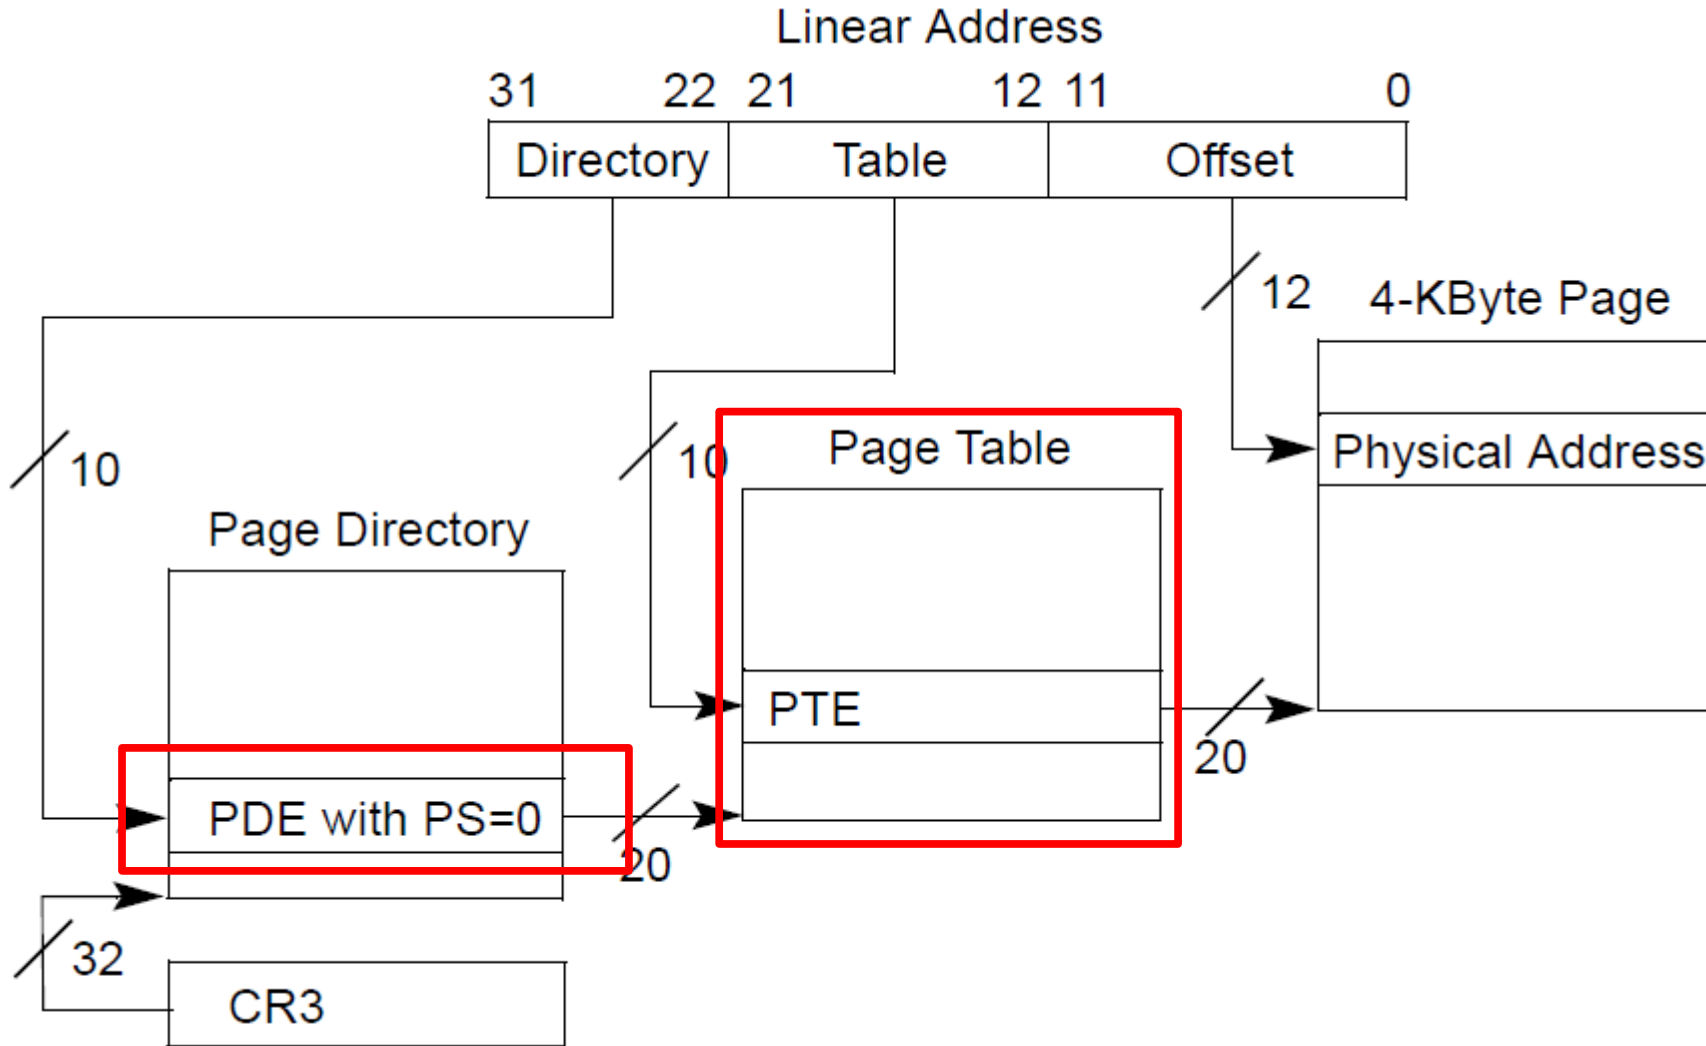 Linear Address
31 22 21 12 11 0
Directory Table Offset
12
4-KByte Page
Physical Address
10
10
Page Table
Page Directory
PTE
20
PDE with PS=0
20
32
CR3